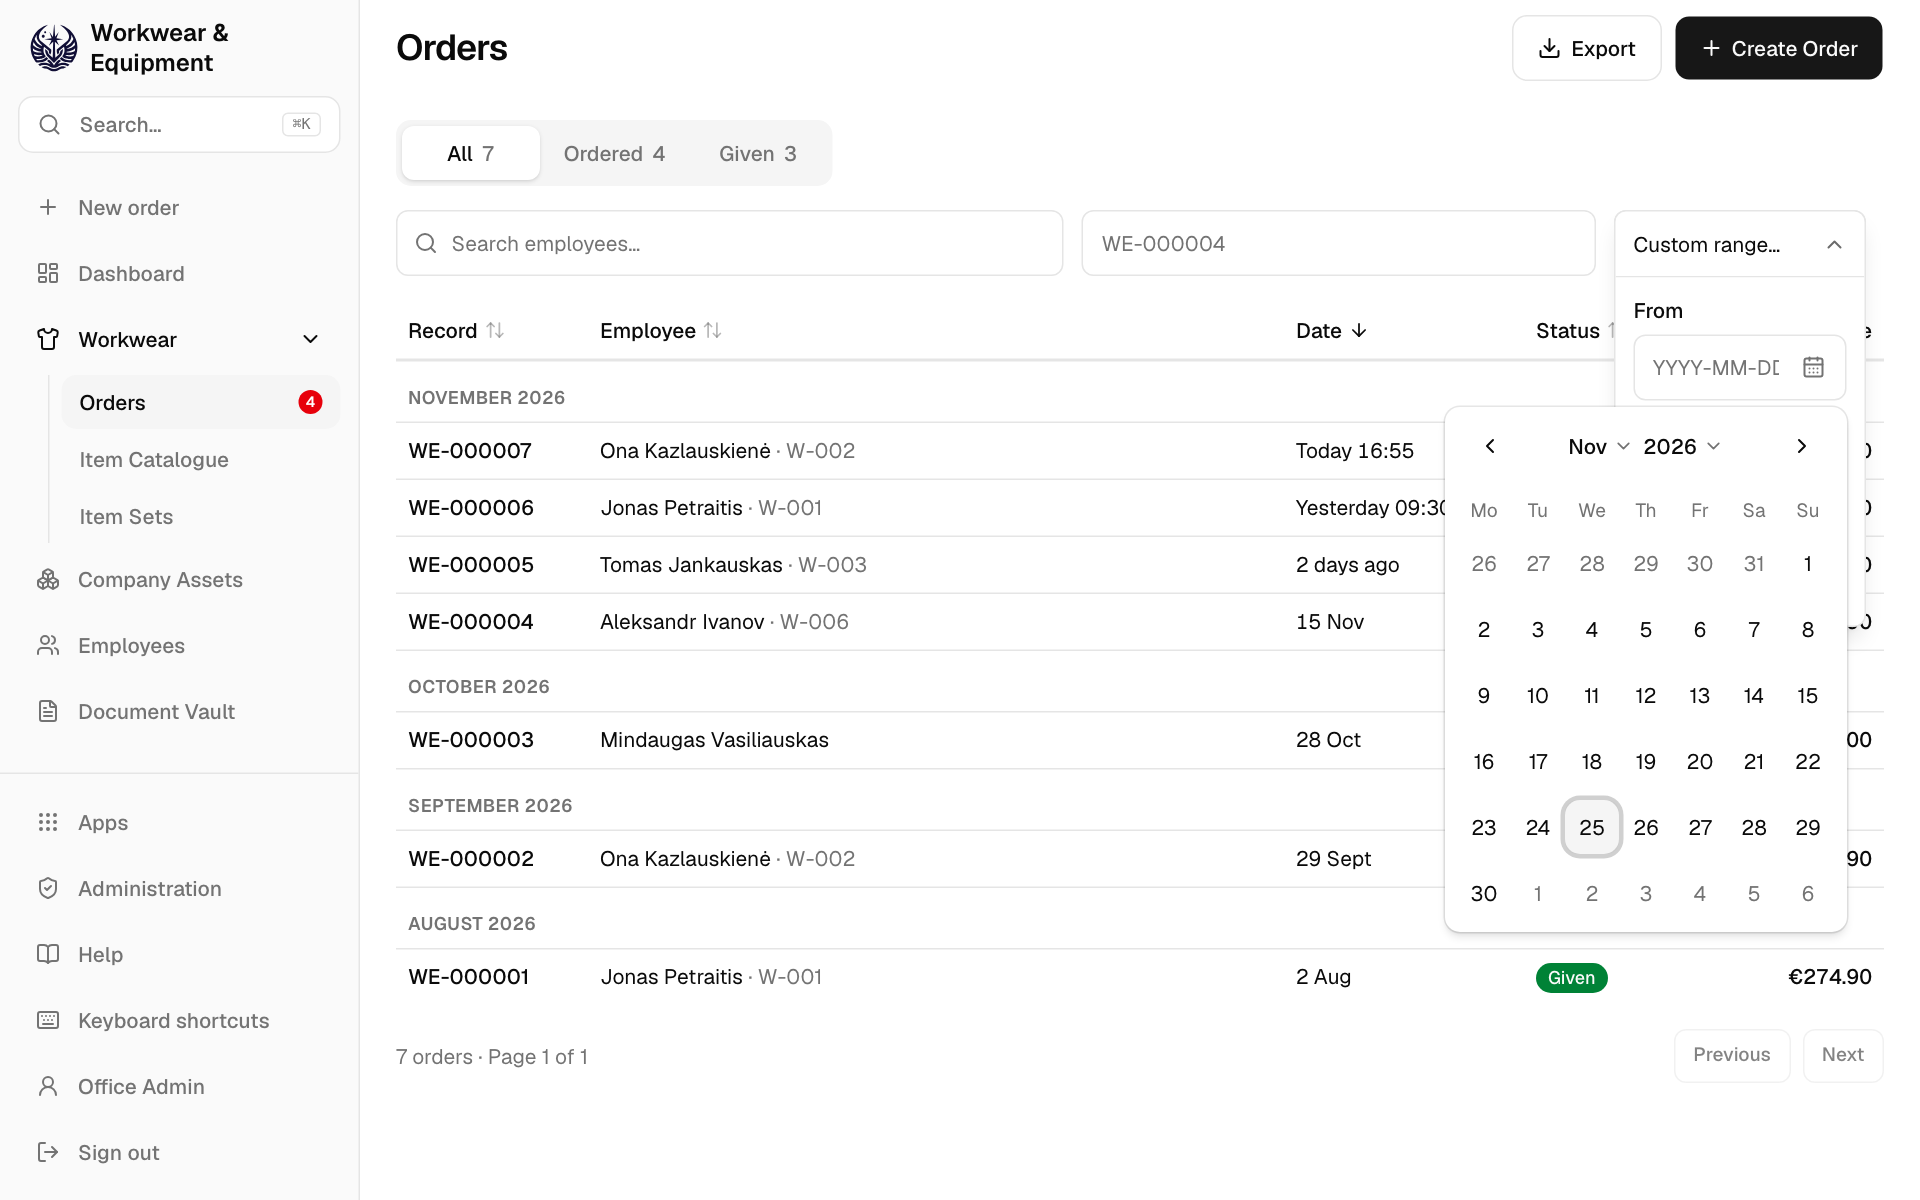 Workwear &
Equipment
Search...
⌘K
New order
Dashboard
Workwear
Orders 4
Item Catalogue
Item Sets
Company Assets
Employees
Document Vault
Apps
Administration
Help
Keyboard shortcuts
Office Admin
Sign out
Orders
Export
Create Order
All 7
Ordered 4
Given 3
Search employees...
WE-000004
Custom range...
From
YYYY-MM-DD
Record
Employee
Date
Status
NOVEMBER 2026
WE-000007 Ona Kazlauskienė · W-002 Today 16:55
WE-000006 Jonas Petraitis · W-001 Yesterday 09:30
WE-000005 Tomas Jankauskas · W-003 2 days ago
WE-000004 Aleksandr Ivanov · W-006 15 Nov
OCTOBER 2026
WE-000003 Mindaugas Vasiliauskas 28 Oct
SEPTEMBER 2026
WE-000002 Ona Kazlauskienė · W-002 29 Sept
AUGUST 2026
WE-000001 Jonas Petraitis · W-001 2 Aug Given €274.90
Nov 2026
Mo Tu We Th Fr Sa Su
26 27 28 29 30 31 1
2 3 4 5 6 7 8
9 10 11 12 13 14 15
16 17 18 19 20 21 22
23 24 25 26 27 28 29
30 1 2 3 4 5 6
7 orders · Page 1 of 1
Previous
Next